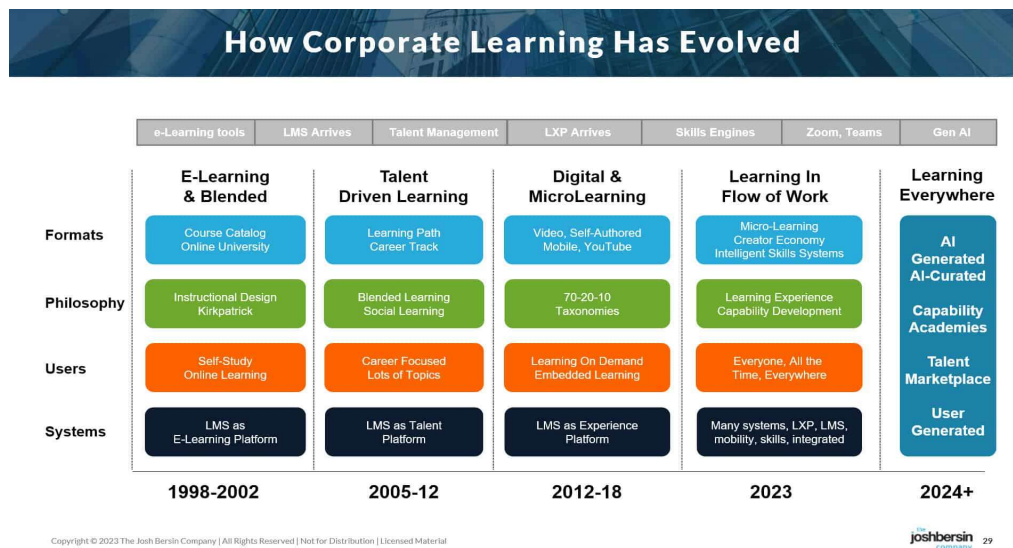 How Corporate Learning Has Evolved
e-Learning tools
LMS Arrives
Talent Management
LXP Arrives
Skills Engines
Zoom, Teams
Gen AI
E-Learning
& Blended
Talent
Driven Learning
Digital &
MicroLearning
Learning In
Flow of Work
Learning
Everywhere
Formats
Course Catalog
Online University
Learning Path
Career Track
Video, Self-Authored
Mobile, YouTube
Micro-Learning
Creator Economy
Intelligent Skills Systems
Philosophy
Instructional Design
Kirkpatrick
Blended Learning
Social Learning
70-20-10
Taxonomies
Learning Experience
Capability Development
Users
Self-Study
Online Learning
Career Focused
Lots of Topics
Learning On Demand
Embedded Learning
Everyone, All the
Time, Everywhere
Systems
LMS as
E-Learning Platform
LMS as Talent
Platform
LMS as Experience
Platform
Many systems, LXP, LMS,
mobility, skills, integrated
AI
Generated
AI-Curated
Capability
Academies
Talent
Marketplace
User
Generated
1998-2002
2005-12
2012-18
2023
2024+
Copyright © 2023 The Josh Bersin Company | All Rights Reserved | Not for Distribution | Licensed Material
the
joshbersin
company
29